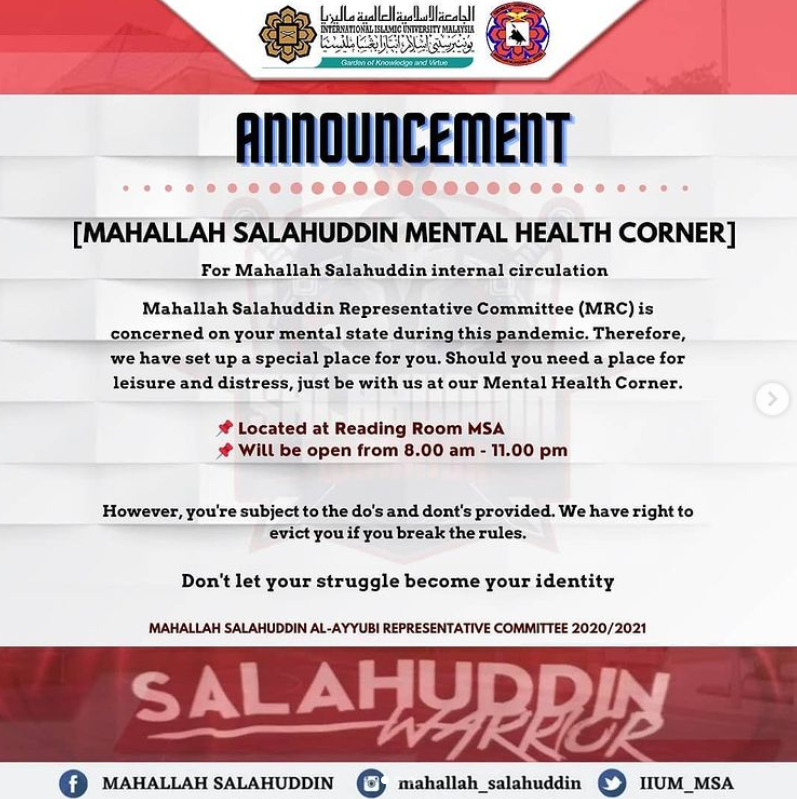 الجامعة الإسلامية العالمية ماليزيا
INTERNATIONAL ISLAMIC UNIVERSITY MALAYSIA
Garden of Knowledge and Virtue
ANNOUNCEMENT
[MAHALLAH SALAHUDDIN MENTAL HEALTH CORNER]
For Mahallah Salahuddin internal circulation
Mahallah Salahuddin Representative Committee (MRC) is
concerned on your mental state during this pandemic. Therefore,
we have set up a special place for you. Should you need a place for
leisure and distress, just be with us at our Mental Health Corner.
📌 Located at Reading Room MSA
📌 Will be open from 8.00 am - 11.00 pm
However, you're subject to the do's and dont's provided. We have right to
evict you if you break the rules.
Don't let your struggle become your identity
MAHALLAH SALAHUDDIN AL-AYYUBI REPRESENTATIVE COMMITTEE 2020/2021
SALAHUDDIN
WARRIOR
MAHALLAH SALAHUDDIN mahallah_salahuddin IIUM_MSA